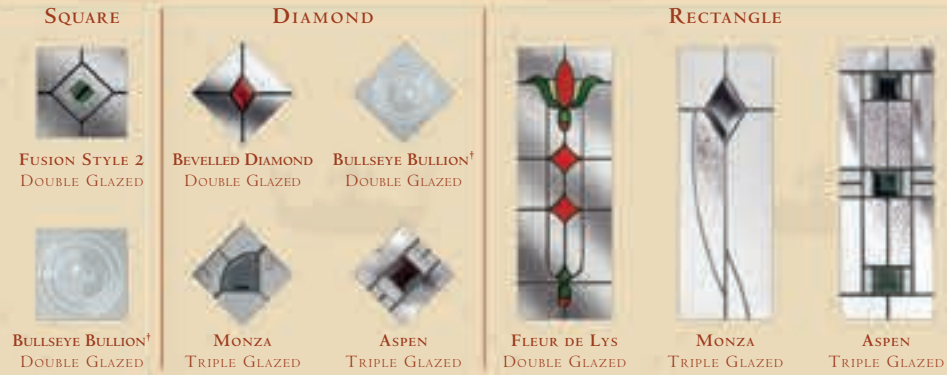 SQUARE
FUSION STYLE 2
DOUBLE GLAZED
BULLSEYE BULLION†
DOUBLE GLAZED
DIAMOND
BEVELLED DIAMOND
DOUBLE GLAZED
BULLSEYE BULLION†
DOUBLE GLAZED
MONZA
TRIPLE GLAZED
ASPEN
TRIPLE GLAZED
RECTANGLE
FLEUR DE LYS
DOUBLE GLAZED
MONZA
TRIPLE GLAZED
ASPEN
TRIPLE GLAZED